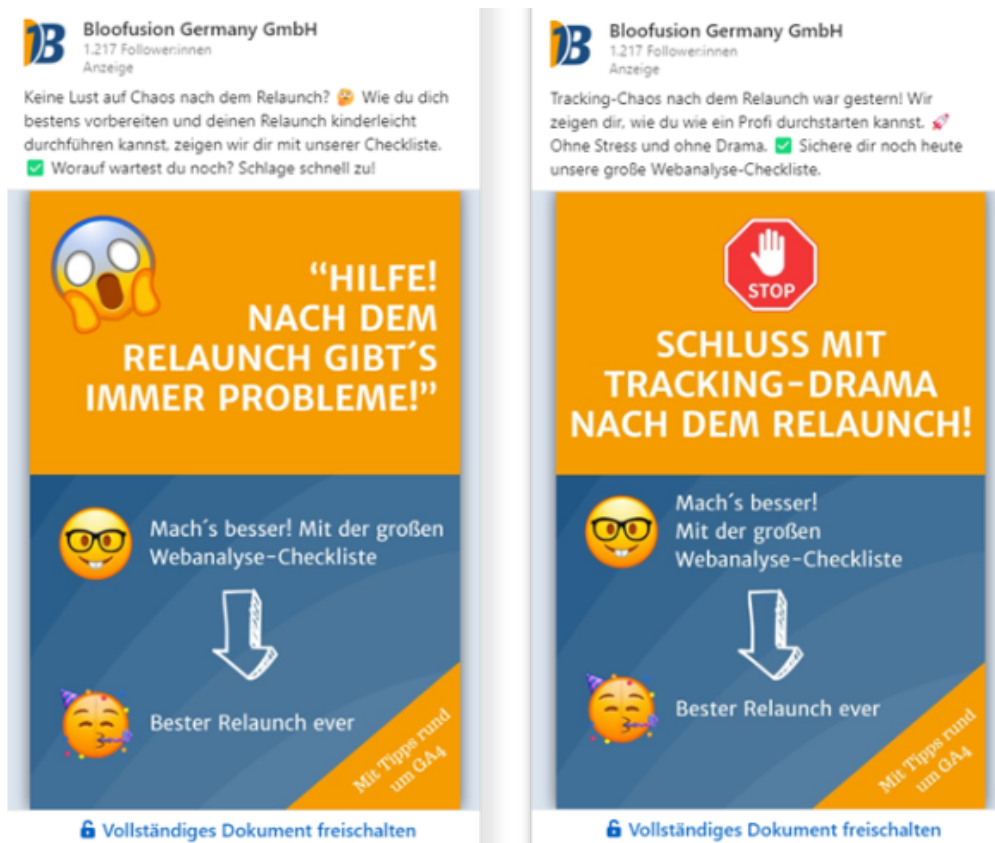 Bloofusion Germany GmbH
1.217 Follower:innen
Anzeige
Keine Lust auf Chaos nach dem Relaunch? 🤔 Wie du dich
bestens vorbereiten und deinen Relaunch kinderleicht
durchführen kannst, zeigen wir dir mit unserer Checkliste.
✅ Worauf wartest du noch? Schlage schnell zu!
“HILFE!
NACH DEM
RELAUNCH GIBT´S
IMMER PROBLEME!”
Mach´s besser! Mit der großen
Webanalyse-Checkliste
Bester Relaunch ever
Mit Tipps rund
um GA4
Vollständiges Dokument freischalten
Bloofusion Germany GmbH
1.217 Follower:innen
Anzeige
Tracking-Chaos nach dem Relaunch war gestern! Wir
zeigen dir, wie du wie ein Profi durchstarten kannst. 🚀
Ohne Stress und ohne Drama. ✅ Sichere dir noch heute
unsere große Webanalyse-Checkliste.
STOP
SCHLUSS MIT
TRACKING-DRAMA
NACH DEM RELAUNCH!
Mach´s besser!
Mit der großen
Webanalyse-Checkliste
Bester Relaunch ever
Mit Tipps rund
um GA4
Vollständiges Dokument freischalten